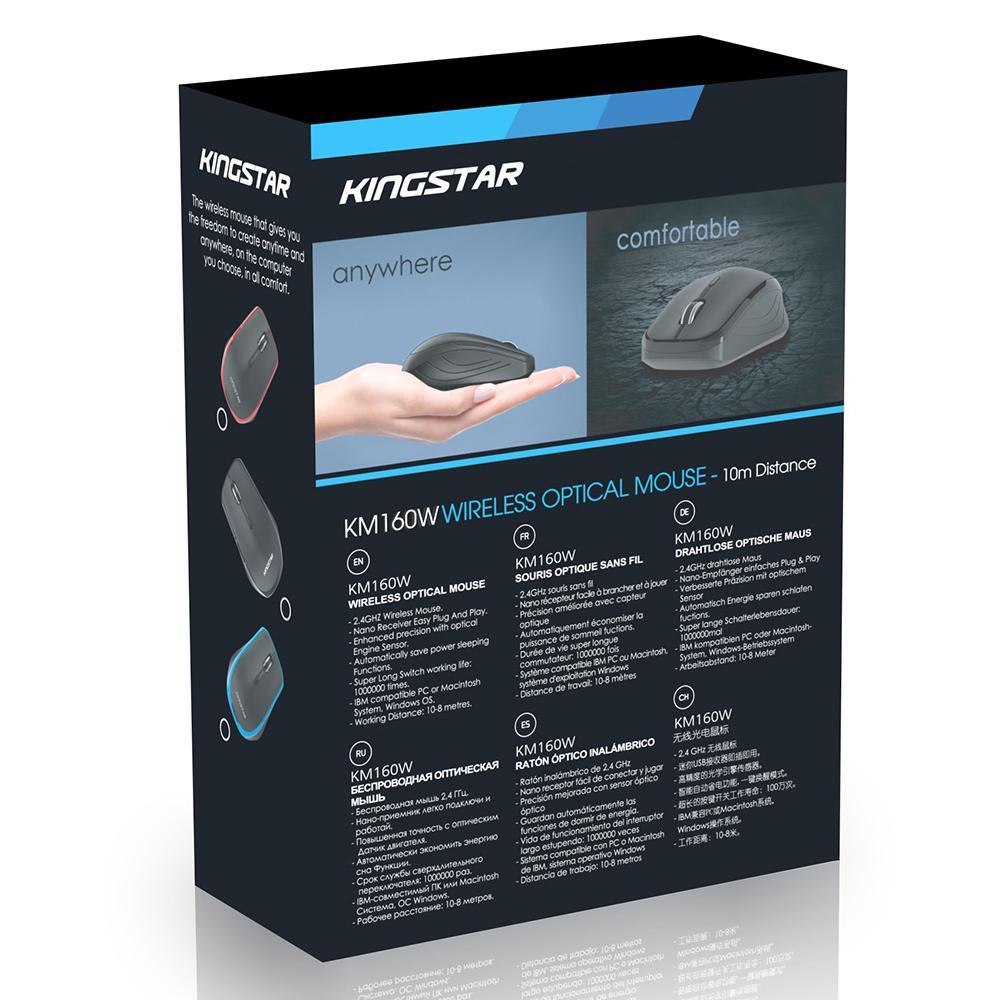 KINGSTAR
The wireless mouse that gives you
the freedom to create anytime and
anywhere, on the computer
you choose, in all comfort.
KINGSTAR
KINGSTAR
KINGSTAR
KINGSTAR
anywhere
comfortable
KM160W WIRELESS OPTICAL MOUSE - 10m Distance
EN
KM160W
WIRELESS OPTICAL MOUSE
- 2.4GHZ Wireless Mouse.
- Nano Receiver Easy Plug And Play.
- Enhanced precision with optical
Engine Sensor.
- Automatically save power sleeping
Functions.
- Super Long Switch working life:
1000000 times.
- IBM compatible PC or Macintosh
System, Windows OS.
- Working Distance: 10-8 metres.
FR
KM160W
SOURIS OPTIQUE SANS FIL
- 2.4GHz souris sans fil
- Nano récepteur facile à brancher et à jouer
- Précision améliorée avec capteur
optique
- Automatiquement économiser la
puissance de sommeil fuctions.
- Durée de vie super longue
commutateur: 1000000 fois
- Système compatible IBM PC ou Macintosh,
système d'exploitation Windows
- Distance de travail: 10-8 mètres
DE
KM160W
DRAHTLOSE OPTISCHE MAUS
- 2.4GHz drahtlose Maus
- Nano-Empfänger einfaches Plug & Play
- Verbesserte Präzision mit optischem
Sensor
- Automatisch Energie sparen schlafen
fuctions.
- Super lange Schalterlebensdauer:
1000000mal
- IBM kompatiblen PC oder Macintosh-
System, Windows-Betriebssystem
- Arbeitsabstand: 10-8 Meter
RU
KM160W
БЕСПРОВОДНАЯ ОПТИЧЕСКАЯ
МЫШЬ
- Беспроводная мышь 2,4 ГГц.
- Нано-приемник легко подключи и
работай.
- Повышенная точность с оптическим
Датчик двигателя.
- Автоматически экономить энергию
сна Функции.
- Срок службы сверхдлительного
переключателя: 1000000 раз.
- IBM-совместимый ПК или Macintosh
Система, ОС Windows.
- Рабочее расстояние: 10-8 метров.
ES
KM160W
RATÓN ÓPTICO INALÁMBRICO
- Ratón inalámbrico de 2,4 GHz
- Nano receptor fácil de conectar y jugar
- Precisión mejorada con sensor óptico
óptico
- Guardan automáticamente las
funciones de dormir de energía.
- Vida de funcionamiento del interruptor
largo estupendo: 1000000 veces
- Sistema compatible con PC o Macintosh
de IBM, sistema operativo Windows
- Distancia de trabajo: 10-8 metros
CH
KM160W
无线光电鼠标
- 2.4 GHz 无线鼠标
- 迷你USB接收器即插即用。
- 高精度的光学引擎传感器。
- 智能自动省电功能, 一键换醒模式。
- 超长的按键开关工作寿命：100万次。
- IBM兼容PC或Macintosh系统。
Windows操作系统。
- 工作距离：10-8米。